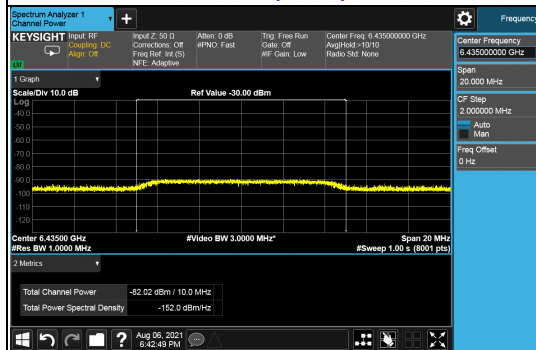 Spectrum Analyzer 1
Channel Power
+
Frequency
KEYSIGHT Input: RF
Coupling: DC
Align: Off
Input Z: 50 Ω
Corrections: Off
Freq Ref: Int (S)
NFE: Adaptive
Atten: 0 dB
#PNO: Fast
Trig: Free Run
Gate: Off
#IF Gain: Low
Center Freq: 6.435000000 GHz
Avg|Hold:>10/10
Radio Std: None
LXI
Center Frequency
6.435000000 GHz
Span
20.000 MHz
CF Step
2.000000 MHz
Auto
Man
Freq Offset
0 Hz
1 Graph
Scale/Div 10.0 dB
Ref Value -30.00 dBm
Log
-40.0
-50.0
-60.0
-70.0
-80.0
-90.0
-100
-110
-120
Center 6.43500 GHz
#Video BW 3.0000 MHz*
Span 20 MHz
#Res BW 1.0000 MHz
#Sweep 1.00 s (8001 pts)
2 Metrics
Total Channel Power -82.02 dBm / 10.0 MHz
Total Power Spectral Density -152.0 dBm/Hz
?
Aug 06, 2021
6:42:49 PM